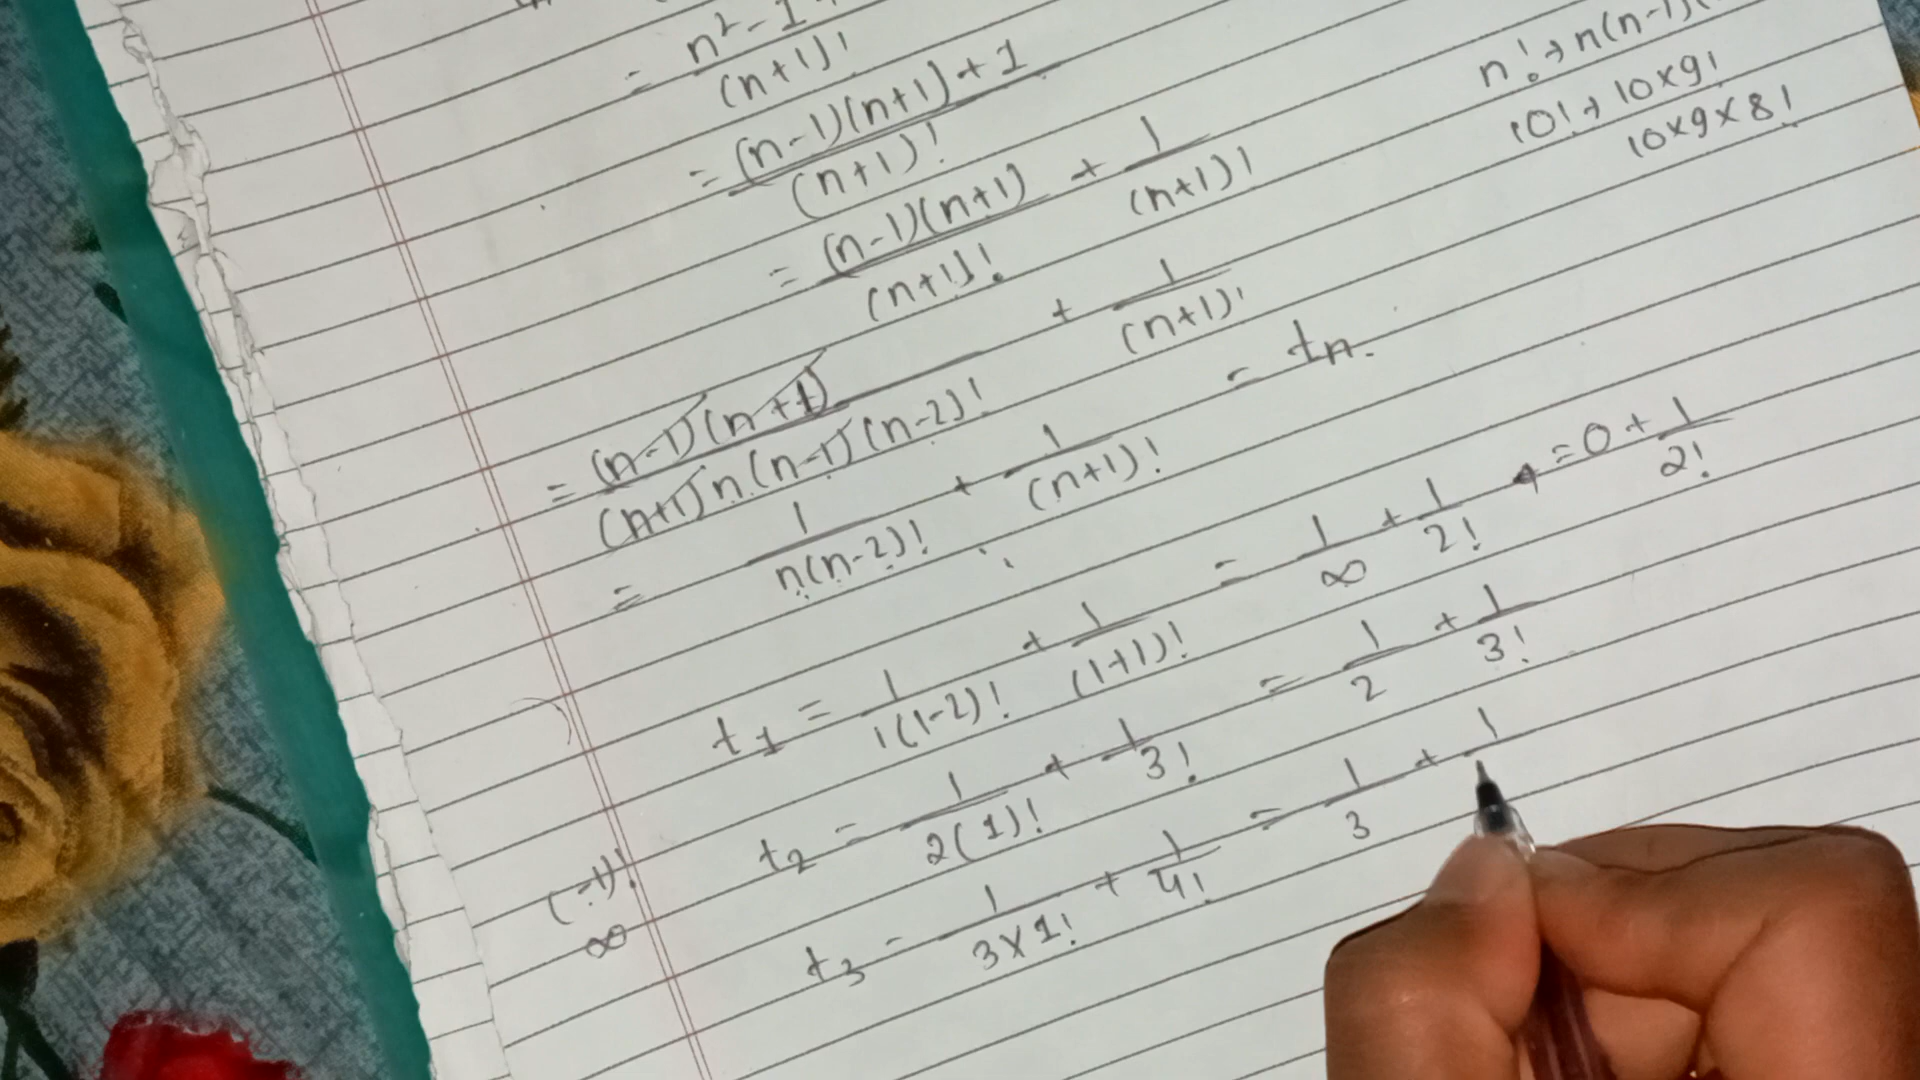 = n² - 1
(n+1)!
= (n-1)(n+1) + 1
(n+1)!
= (n-1)(n+1) + 1
(n+1)! (n+1)!
n! → n(n-1)
10! → 10×9!
10×9×8!
= (n-1)(n+1) + 1
(n+1)n(n-1)(n-2)! (n+1)!
= 1 + 1 = tn.
n(n-2)! (n+1)!
t1 = 1 + 1 = 1 + 1 = 0 + 1
1(1-2)! (1+1)! ∞ 2! 2!
t2 = 1 + 1 = 1 + 1
2(1)! 3! 2 3!
(-1)!
∞
t3 = 1 + 1 = 1 + 1
3×1! 4! 3